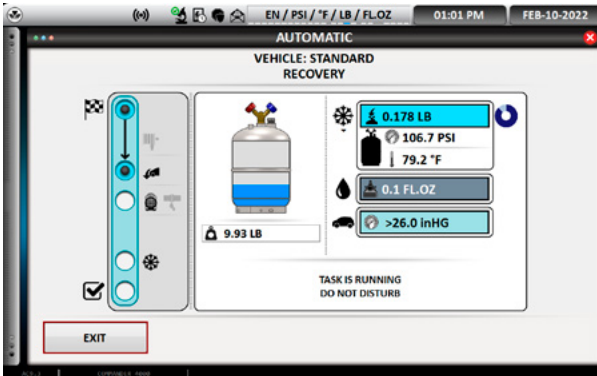 EN / PSI / °F / LB / FL.OZ 01:01 PM FEB-10-2022
AUTOMATIC
VEHICLE: STANDARD
RECOVERY
0.178 LB
106.7 PSI
79.2 °F
0.1 FL.OZ
9.93 LB
>26.0 inHG
TASK IS RUNNING
DO NOT DISTURB
EXIT
COMMANDER 4000